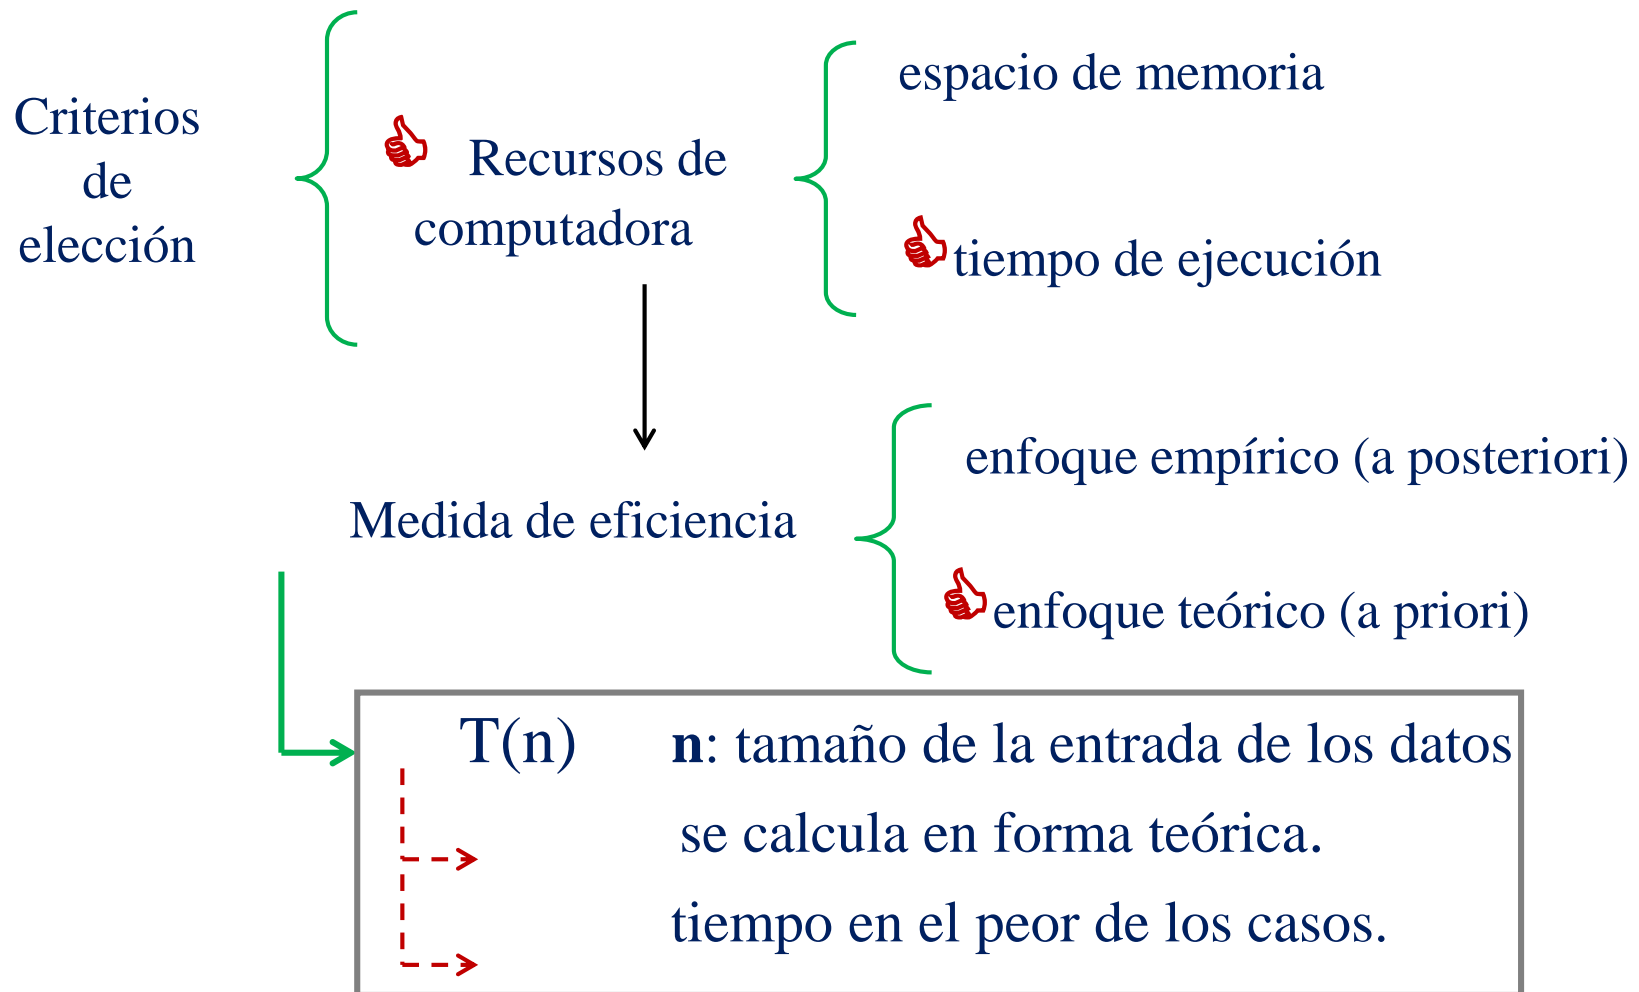 Criterios
de
elección
Recursos de
computadora
espacio de memoria
tiempo de ejecución
Medida de eficiencia
enfoque empírico (a posteriori)
enfoque teórico (a priori)
T(n) n: tamaño de la entrada de los datos
se calcula en forma teórica.
tiempo en el peor de los casos.